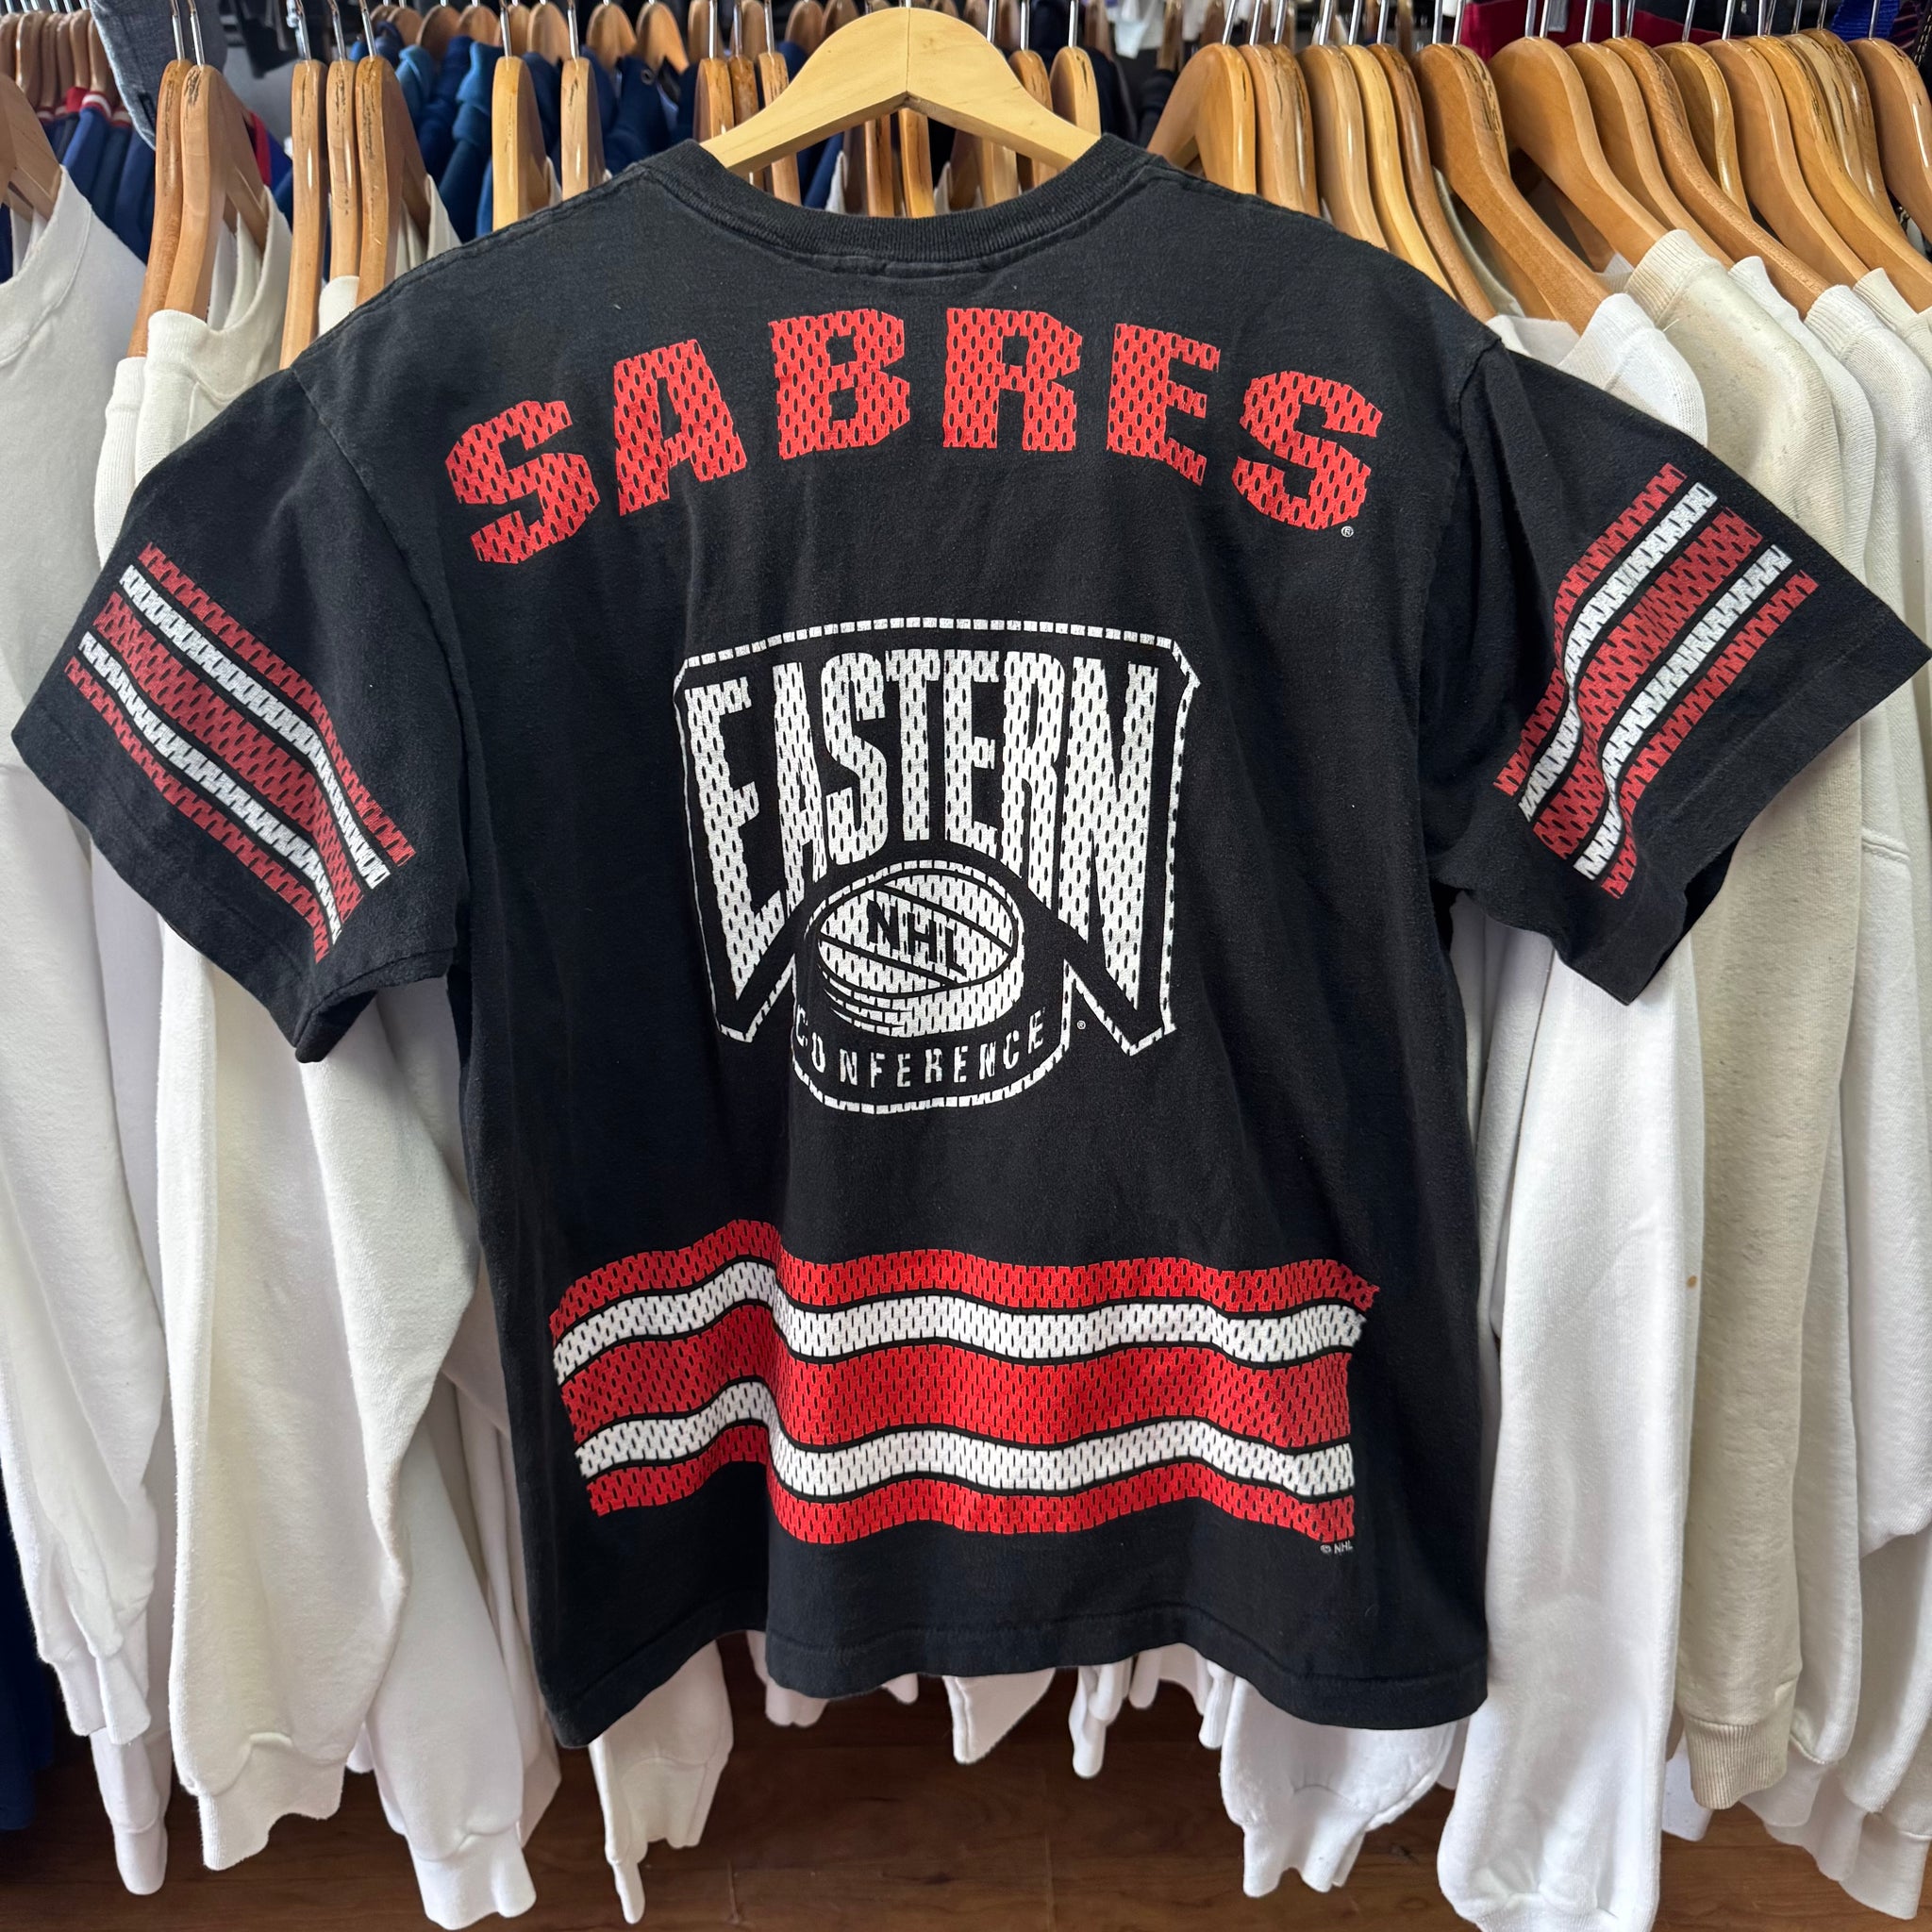 SABRES
®
EASTERN
NHL
CONFERENCE ®
© NHL